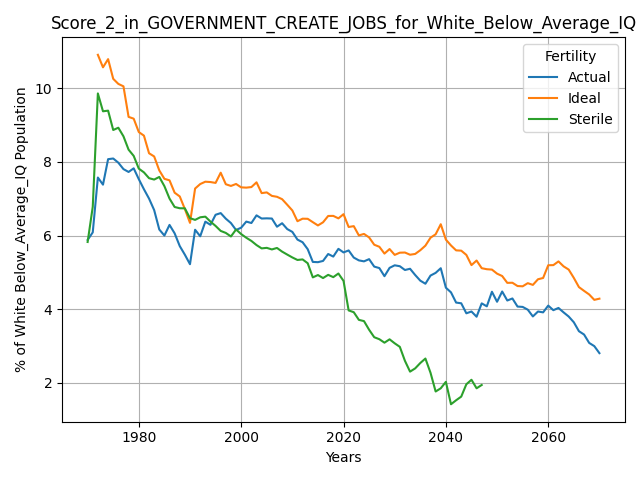 Score_2_in_GOVERNMENT_CREATE_JOBS_for_White_Below_Average_IQ
% of White Below_Average_IQ Population
10
8
6
4
2
Fertility
Actual
Ideal
Sterile
1980 2000 2020 2040 2060
Years